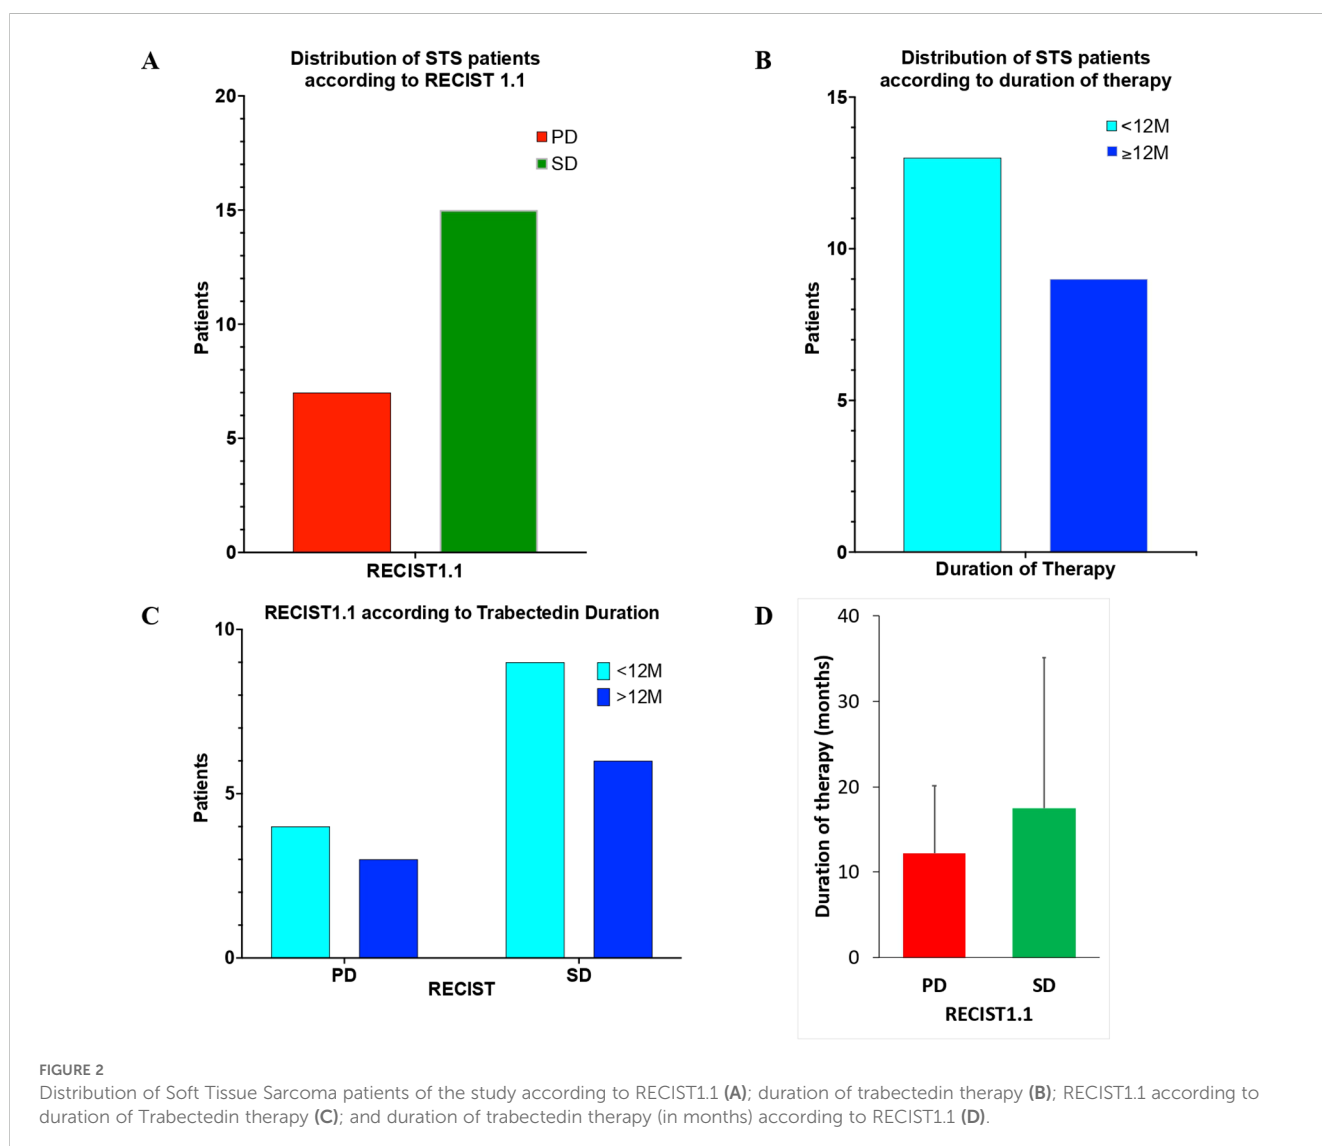 A
Distribution of STS patients
according to RECIST 1.1
20
15
10
5
0
Patients
PD
SD
RECIST1.1
B
Distribution of STS patients
according to duration of therapy
15
10
5
0
Patients
<12M
≥12M
Duration of Therapy
C
RECIST1.1 according to Trabectedin Duration
10
5
0
Patients
<12M
>12M
PD
SD
RECIST
D
40
30
20
10
0
Duration of therapy (months)
PD
SD
RECIST1.1
FIGURE 2
Distribution of Soft Tissue Sarcoma patients of the study according to RECIST1.1 (A); duration of trabectedin therapy (B); RECIST1.1 according to
duration of Trabectedin therapy (C); and duration of trabectedin therapy (in months) according to RECIST1.1 (D).